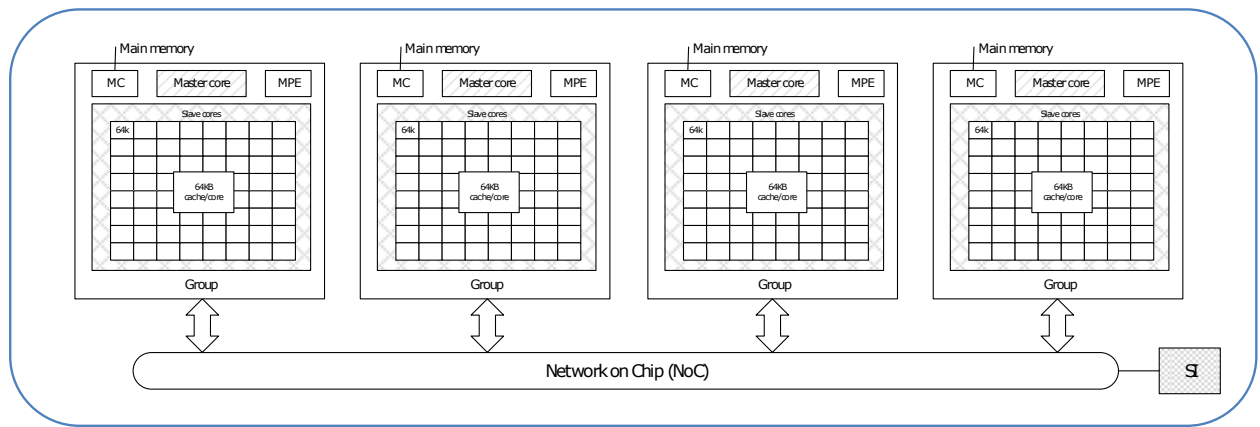 Main memory
Main memory
Main memory
Main memory
MC
Master core
MPE
MC
Master core
MPE
MC
Master core
MPE
MC
Master core
MPE
Slave cores
Slave cores
Slave cores
Slave cores
64k
64k
64k
64k
64KB
cache/core
64KB
cache/core
64KB
cache/core
64KB
cache/core
Group
Group
Group
Group
Network on Chip (NoC)
SI